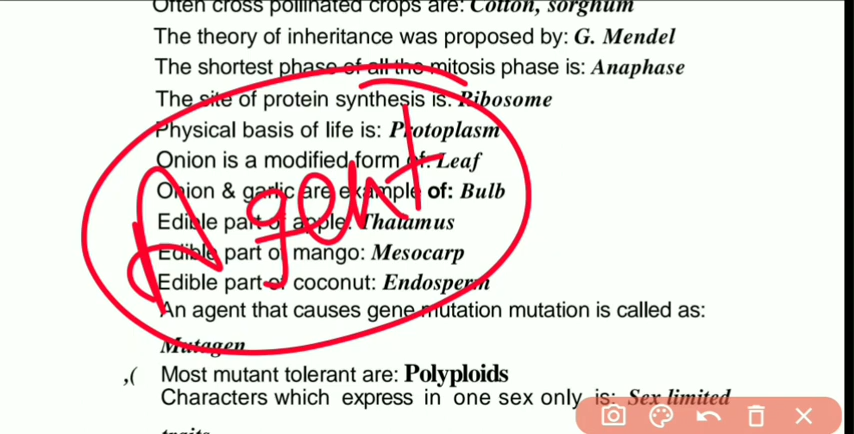 Often cross pollinated crops are: Cotton, sorghum
The theory of inheritance was proposed by: G. Mendel
The shortest phase of all the mitosis phase is: Anaphase
The site of protein synthesis is: Ribosome
Physical basis of life is: Protoplasm
Onion is a modified form of: Leaf
Onion & garlic are example of: Bulb
Edible part of apple: Thalamus
Edible part of mango: Mesocarp
Edible part of coconut: Endosperm
An agent that causes gene mutation mutation is called as:
Mutagen
Agent
Most mutant tolerant are: Polyploids
Characters which express in one sex only is: Sex limited
traits